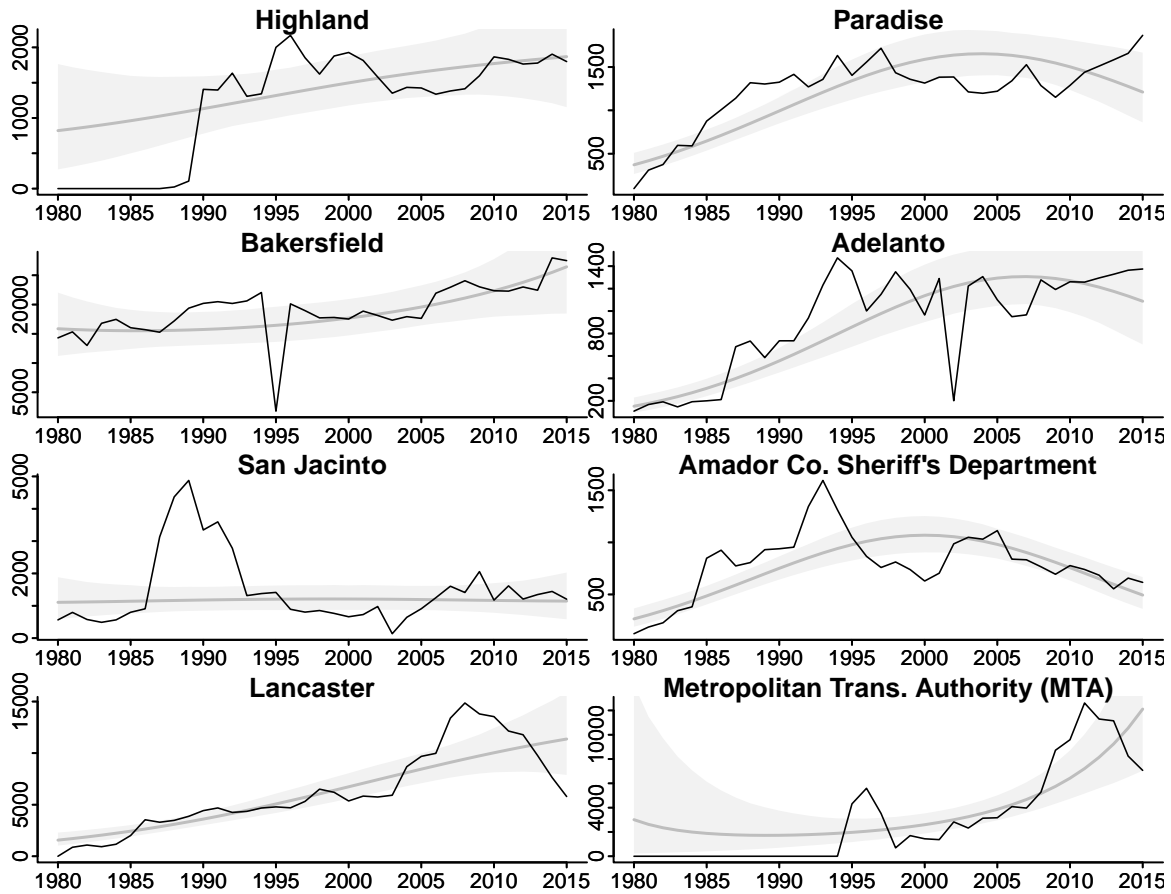 Highland
0 1000 2000
1980 1985 1990 1995 2000 2005 2010 2015
Paradise
500 1500
1980 1985 1990 1995 2000 2005 2010 2015
Bakersfield
5000 20000
1980 1985 1990 1995 2000 2005 2010 2015
Adelanto
200 800 1400
1980 1985 1990 1995 2000 2005 2010 2015
San Jacinto
0 2000 5000
1980 1985 1990 1995 2000 2005 2010 2015
Amador Co. Sheriff's Department
500 1500
1980 1985 1990 1995 2000 2005 2010 2015
Lancaster
0 5000 15000
1980 1985 1990 1995 2000 2005 2010 2015
Metropolitan Trans. Authority (MTA)
0 4000 10000
1980 1985 1990 1995 2000 2005 2010 2015